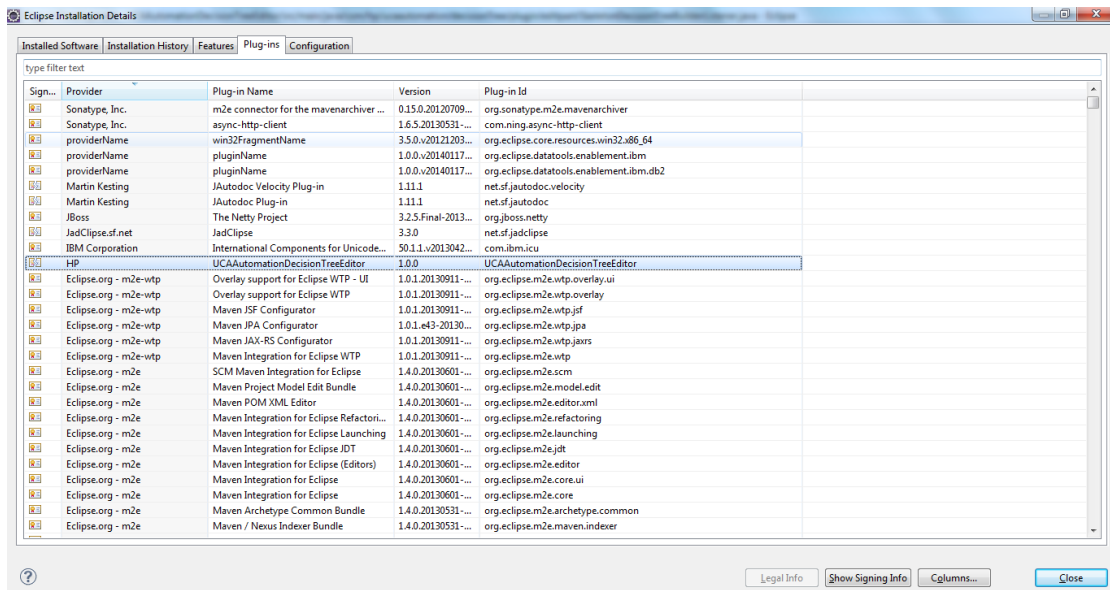 Eclipse Installation Details
Installed Software Installation History Features Plug-ins Configuration
type filter text
Sign... Provider Plug-in Name Version Plug-in Id
Sonatype, Inc. m2e connector for the mavenarchiver ... 0.15.0.20120709... org.sonatype.m2e.mavenarchiver
Sonatype, Inc. async-http-client 1.6.5.20130531-... com.ning.async-http-client
providerName win32FragmentName 3.5.0.v20121203... org.eclipse.core.resources.win32.x86_64
providerName pluginName 1.0.0.v20140117... org.eclipse.datatools.enablement.ibm
providerName pluginName 1.0.0.v20140117... org.eclipse.datatools.enablement.ibm.db2
Martin Kesting JAutodoc Velocity Plug-in 1.11.1 net.sf.jautodoc.velocity
Martin Kesting JAutodoc Plug-in 1.11.1 net.sf.jautodoc
JBoss The Netty Project 3.2.5.Final-2013... org.jboss.netty
JadClipse.sf.net JadClipse 3.3.0 net.sf.jadclipse
IBM Corporation International Components for Unicode... 50.1.1.v2013042... com.ibm.icu
HP UCAAutomationDecisionTreeEditor 1.0.0 UCAAutomationDecisionTreeEditor
Eclipse.org - m2e-wtp Overlay support for Eclipse WTP - UI 1.0.1.20130911-... org.eclipse.m2e.wtp.overlay.ui
Eclipse.org - m2e-wtp Overlay support for Eclipse WTP 1.0.1.20130911-... org.eclipse.m2e.wtp.overlay
Eclipse.org - m2e-wtp Maven JSF Configurator 1.0.1.20130911-... org.eclipse.m2e.wtp.jsf
Eclipse.org - m2e-wtp Maven JPA Configurator 1.0.1.e43-20130... org.eclipse.m2e.wtp.jpa
Eclipse.org - m2e-wtp Maven JAX-RS Configurator 1.0.1.20130911-... org.eclipse.m2e.wtp.jaxrs
Eclipse.org - m2e-wtp Maven Integration for Eclipse WTP 1.0.1.20130911-... org.eclipse.m2e.wtp
Eclipse.org - m2e SCM Maven Integration for Eclipse 1.4.0.20130601-... org.eclipse.m2e.scm
Eclipse.org - m2e Maven Project Model Edit Bundle 1.4.0.20130601-... org.eclipse.m2e.model.edit
Eclipse.org - m2e Maven POM XML Editor 1.4.0.20130601-... org.eclipse.m2e.editor.xml
Eclipse.org - m2e Maven Integration for Eclipse Refactori... 1.4.0.20130601-... org.eclipse.m2e.refactoring
Eclipse.org - m2e Maven Integration for Eclipse Launching 1.4.0.20130601-... org.eclipse.m2e.launching
Eclipse.org - m2e Maven Integration for Eclipse JDT 1.4.0.20130601-... org.eclipse.m2e.jdt
Eclipse.org - m2e Maven Integration for Eclipse (Editors) 1.4.0.20130601-... org.eclipse.m2e.editor
Eclipse.org - m2e Maven Integration for Eclipse 1.4.0.20130601-... org.eclipse.m2e.core.ui
Eclipse.org - m2e Maven Integration for Eclipse 1.4.0.20130601-... org.eclipse.m2e.core
Eclipse.org - m2e Maven Archetype Common Bundle 1.4.0.20130531-... org.eclipse.m2e.archetype.common
Eclipse.org - m2e Maven / Nexus Indexer Bundle 1.4.0.20130531-... org.eclipse.m2e.maven.indexer
Legal Info Show Signing Info Columns... Close